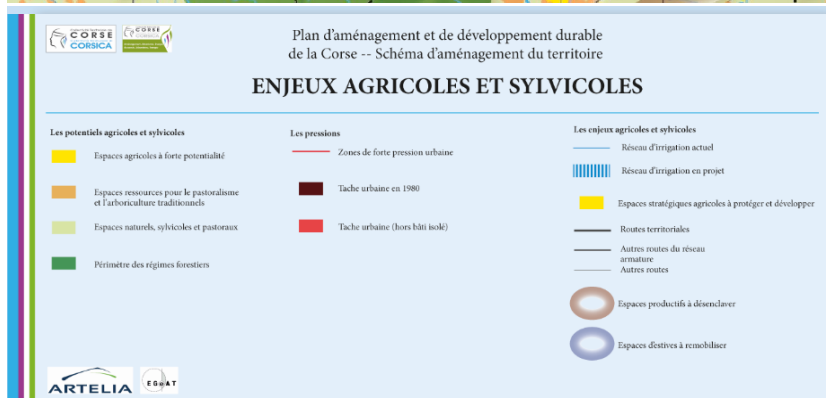 CORSE
CORSICA
CORSE
Plan d'aménagement et de développement durable
de la Corse -- Schéma d'aménagement du territoire
ENJEUX AGRICOLES ET SYLVICOLES
Les potentiels agricoles et sylvicoles
Espaces agricoles à forte potentialité
Espaces ressources pour le pastoralisme
et l'arboriculture traditionnels
Espaces naturels, sylvicoles et pastoraux
Périmètre des régimes forestiers
Les pressions
Zones de forte pression urbaine
Tache urbaine en 1980
Tache urbaine (hors bâti isolé)
Les enjeux agricoles et sylvicoles
Réseau d'irrigation actuel
Réseau d'irrigation en projet
Espaces stratégiques agricoles à protéger et développer
Routes territoriales
Autres routes du réseau
armature
Autres routes
Espaces productifs à désenclaver
Espaces d'estives à remobiliser
ARTELIA